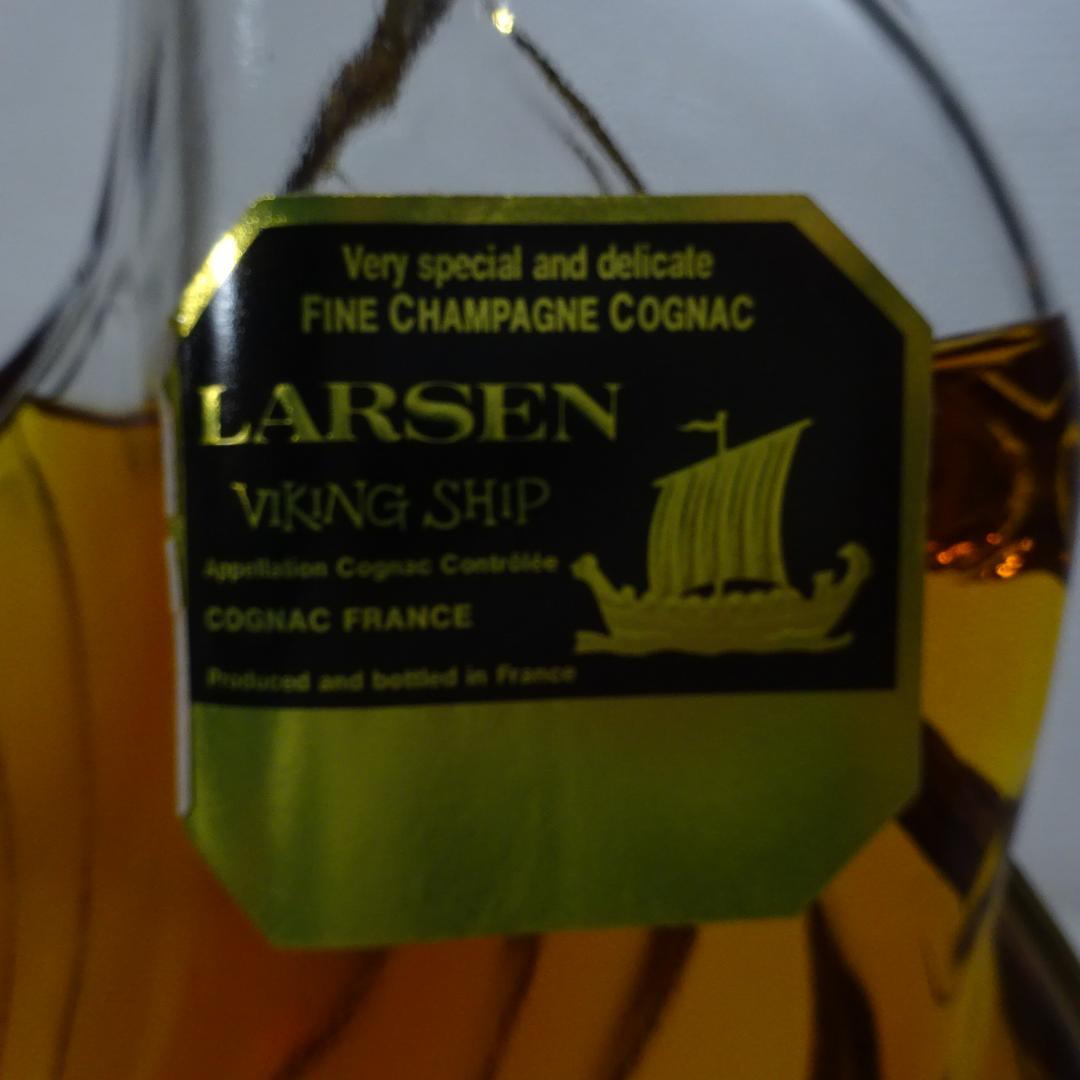 Very special and delicate
FINE CHAMPAGNE COGNAC
LARSEN
VIKING SHIP
Appellation Cognac Contrôlée
COGNAC FRANCE
Produced and bottled in France